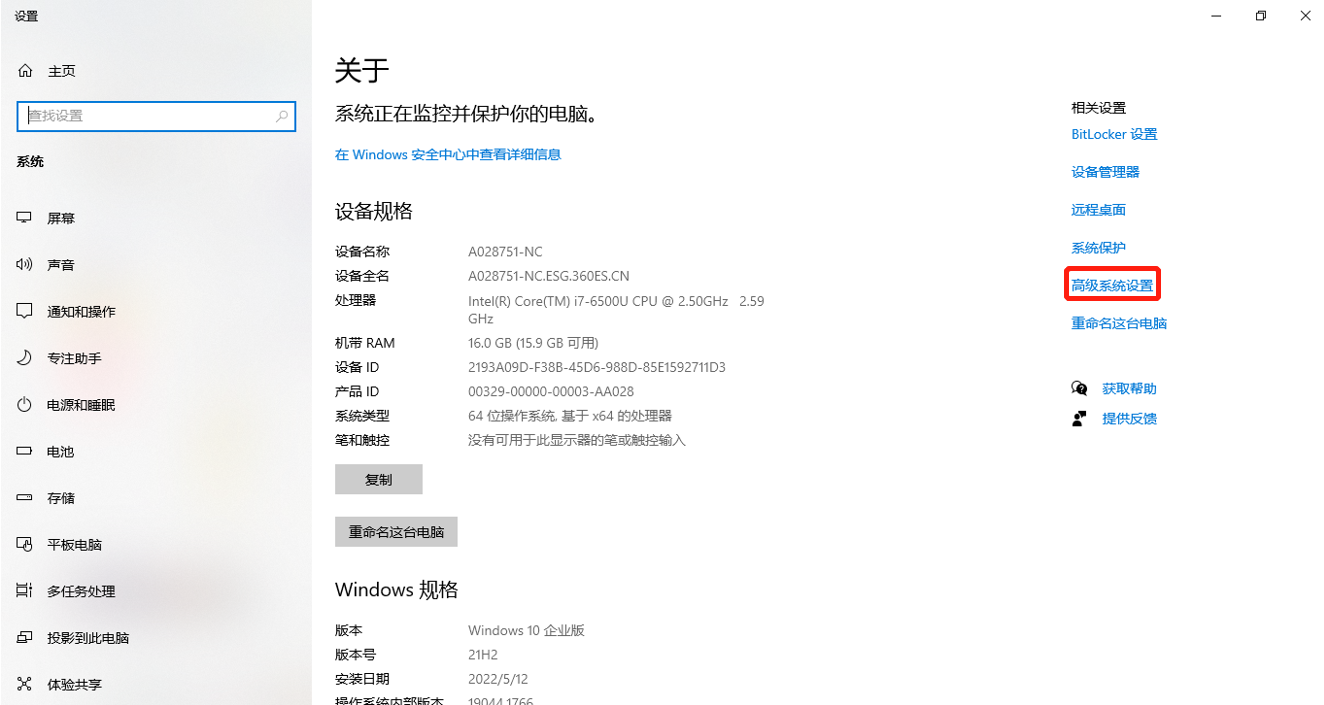 设置
主页
查找设置
系统
屏幕
声音
通知和操作
专注助手
电源和睡眠
电池
存储
平板电脑
多任务处理
投影到此电脑
体验共享
关于
系统正在监控并保护你的电脑。
在 Windows 安全中心中查看详细信息
设备规格
设备名称 A028751-NC
设备全名 A028751-NC.ESG.360ES.CN
处理器 Intel(R) Core(TM) i7-6500U CPU @ 2.50GHz 2.59
GHz
机带 RAM 16.0 GB (15.9 GB 可用)
设备 ID 2193A09D-F38B-45D6-988D-85E1592711D3
产品 ID 00329-00000-00003-AA028
系统类型 64 位操作系统, 基于 x64 的处理器
笔和触控 没有可用于此显示器的笔或触控输入
复制
重命名这台电脑
Windows 规格
版本 Windows 10 企业版
版本号 21H2
安装日期 2022/5/12
操作系统内部版本 19044.1766
相关设置
BitLocker 设置
设备管理器
远程桌面
系统保护
高级系统设置
重命名这台电脑
获取帮助
提供反馈